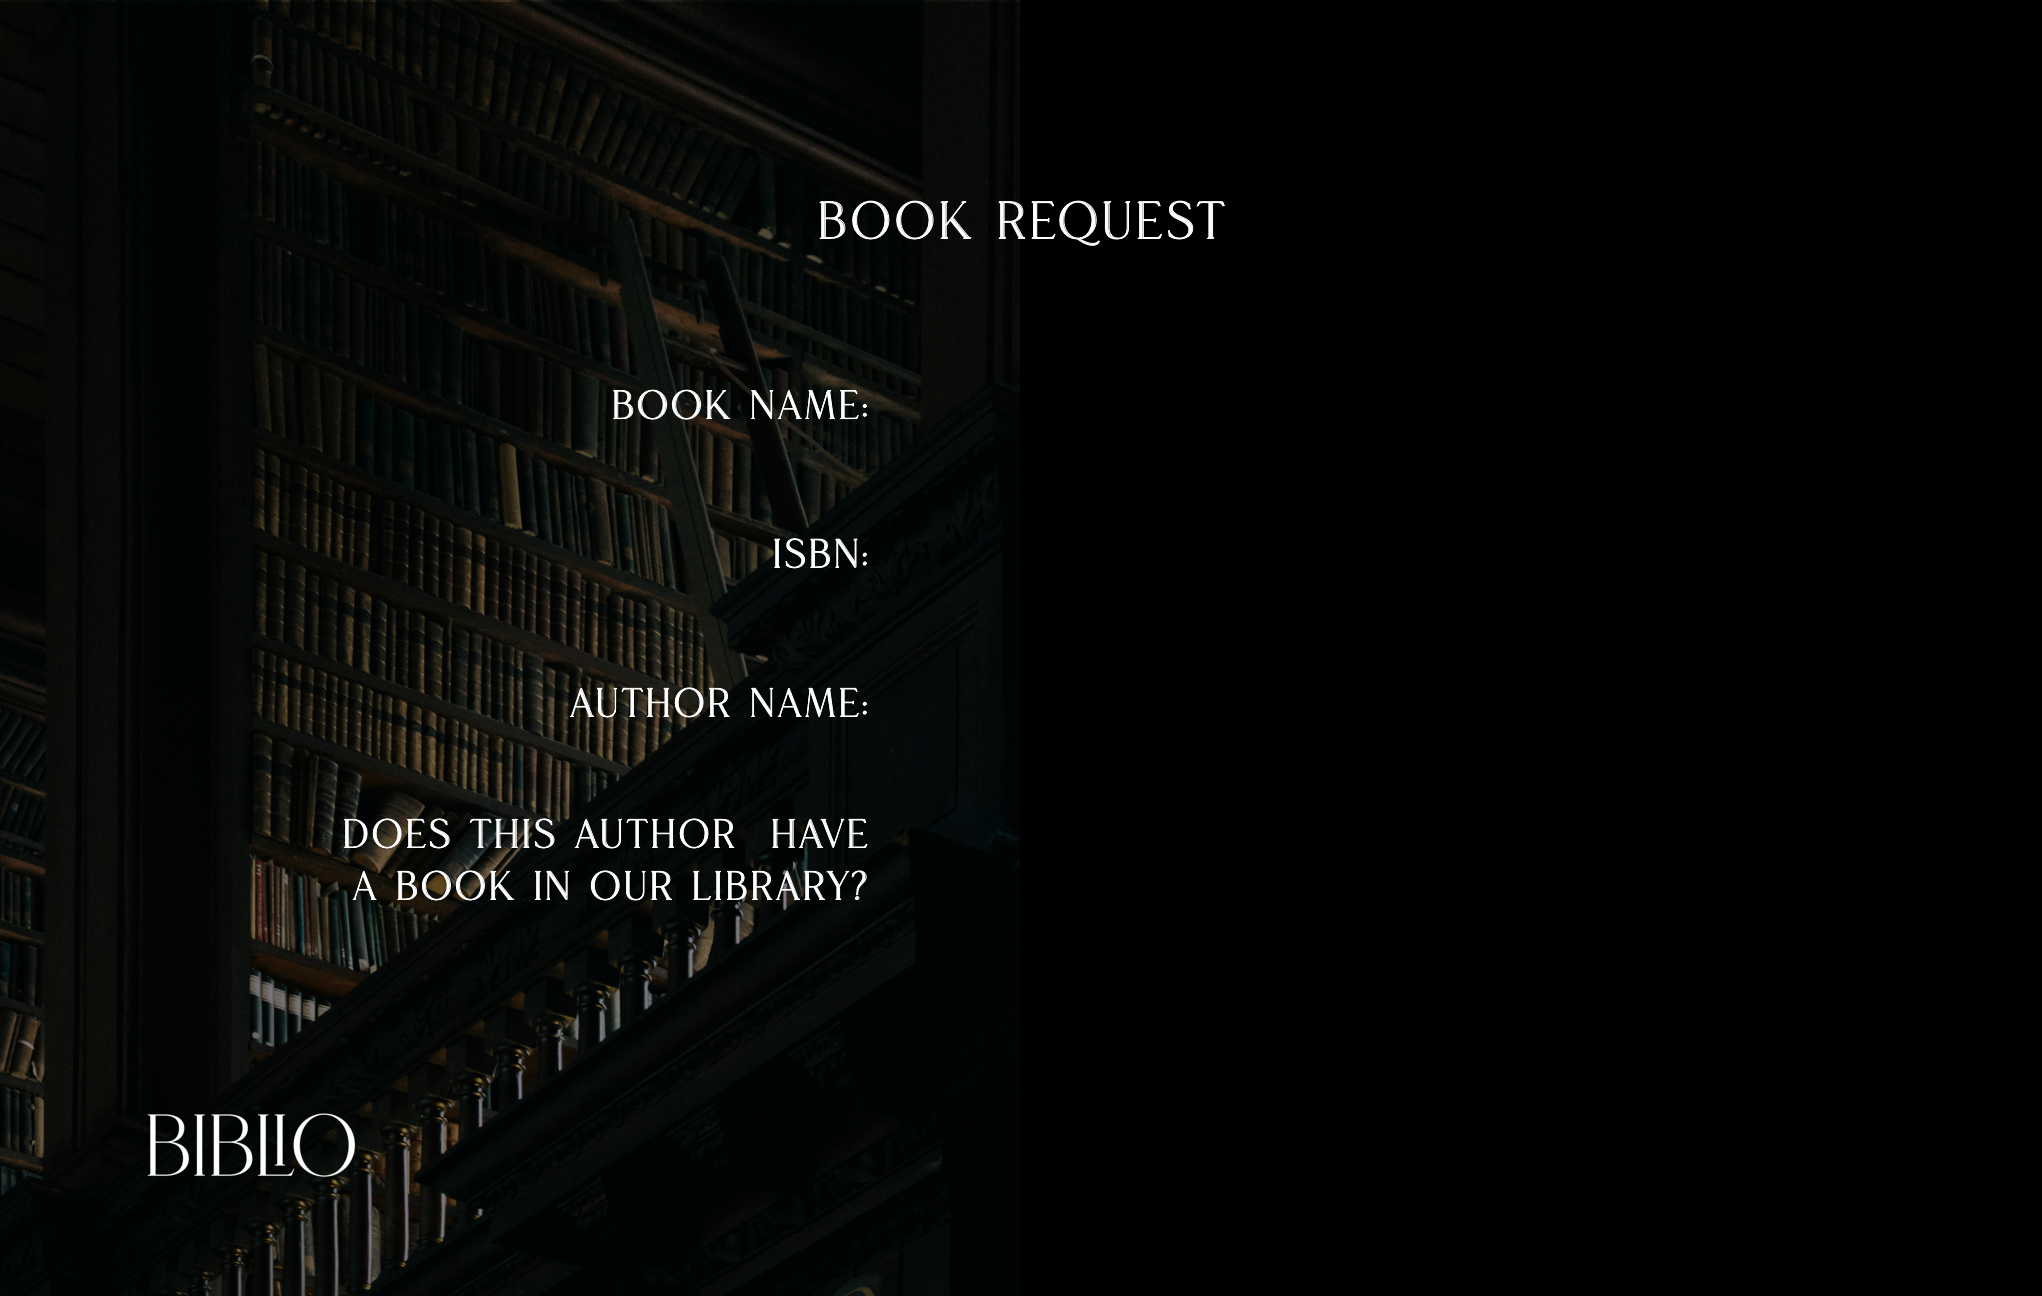 BOOK REQUEST
BOOK NAME:
ISBN:
AUTHOR NAME:
DOES THIS AUTHOR HAVE
A BOOK IN OUR LIBRARY?
BIBLIO